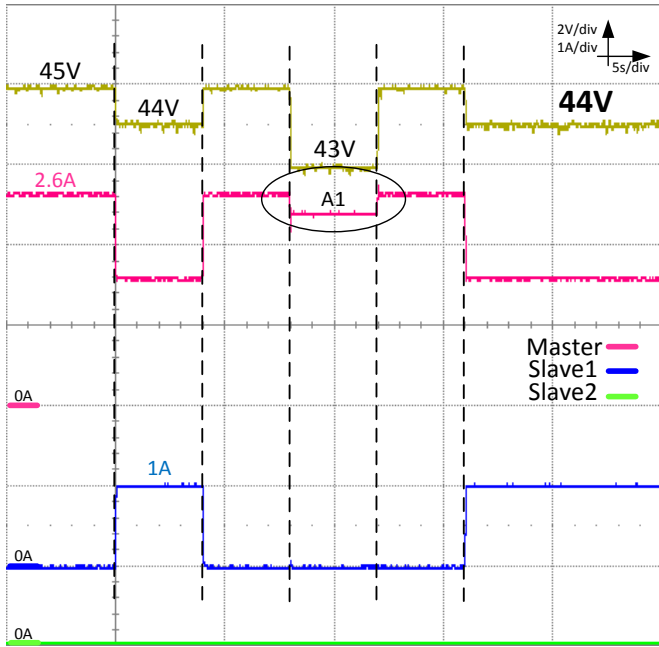 2V/div
1A/div
5s/div
45V
44V
44V
43V
2.6A
A1
Master
Slave1
Slave2
0A
1A
0A
0A